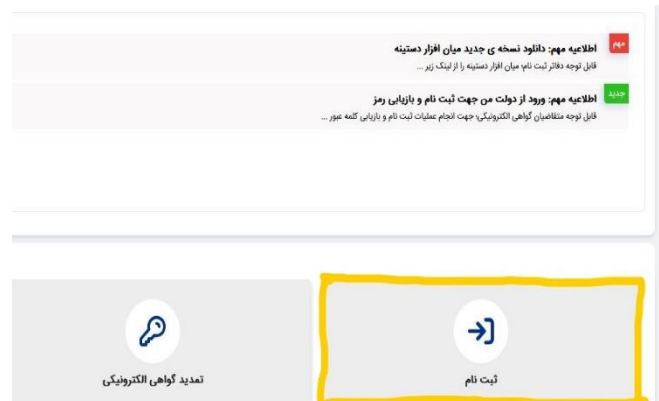 مهم
اطلاعیه مهم: دانلود نسخه ی جدید میان افزار دستینه
قابل توجه دفاتر ثبت نام؛ میان افزار دستینه را از لینک زیر ...
جدید
اطلاعیه مهم: ورود از دولت من جهت ثبت نام و بازیابی رمز
قابل توجه متقاضیان گواهی الکترونیکی؛ جهت انجام عملیات ثبت نام و بازیابی کلمه عبور ...
ثبت نام
تمدید گواهی الکترونیکی